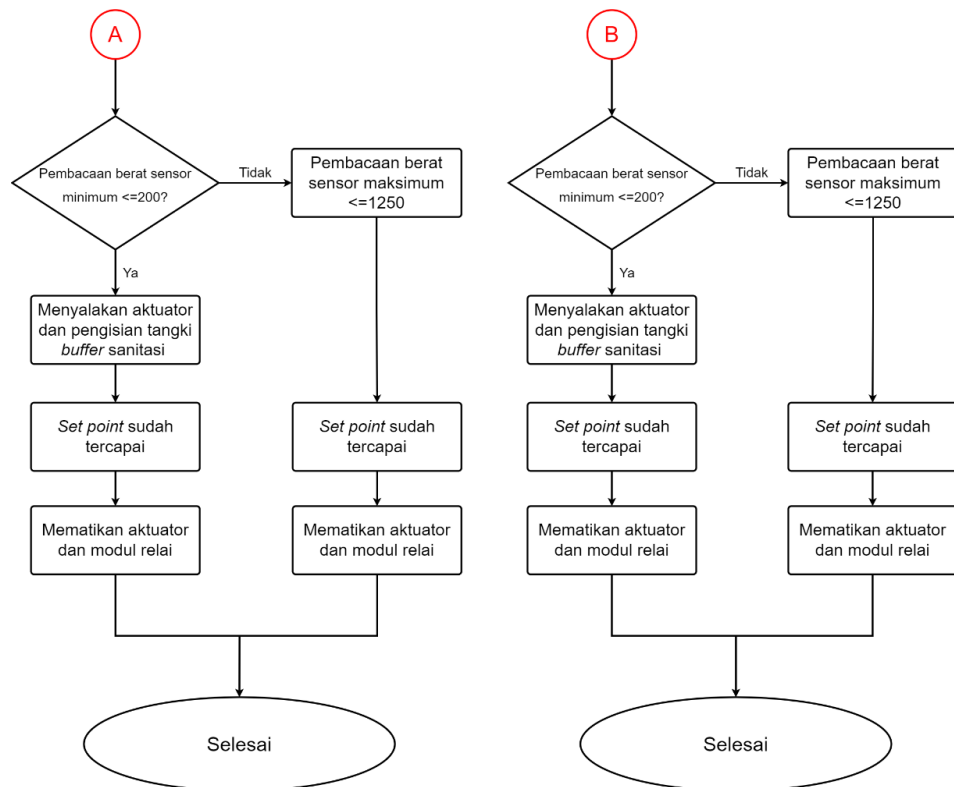 A
Pembacaan berat sensor
minimum <=200?
Tidak
Pembacaan berat
sensor maksimum
<=1250
Ya
Menyalakan aktuator
dan pengisian tangki
buffer sanitasi
Set point sudah
tercapai
Set point sudah
tercapai
Mematikan aktuator
dan modul relai
Mematikan aktuator
dan modul relai
Selesai
B
Pembacaan berat sensor
minimum <=200?
Tidak
Pembacaan berat
sensor maksimum
<=1250
Ya
Menyalakan aktuator
dan pengisian tangki
buffer sanitasi
Set point sudah
tercapai
Set point sudah
tercapai
Mematikan aktuator
dan modul relai
Mematikan aktuator
dan modul relai
Selesai